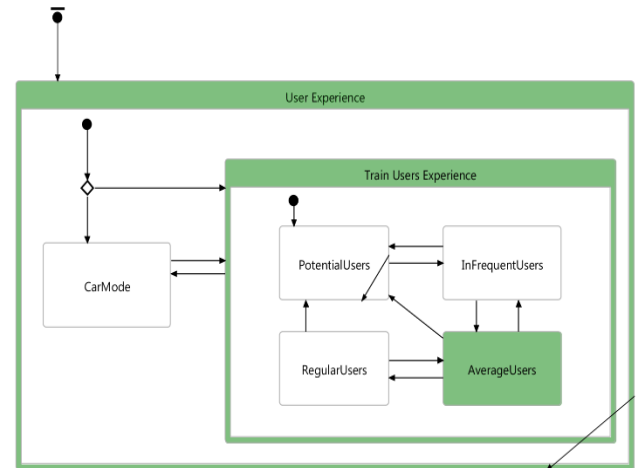 User Experience
Train Users Experience
PotentialUsers
InFrequentUsers
CarMode
RegularUsers
AverageUsers